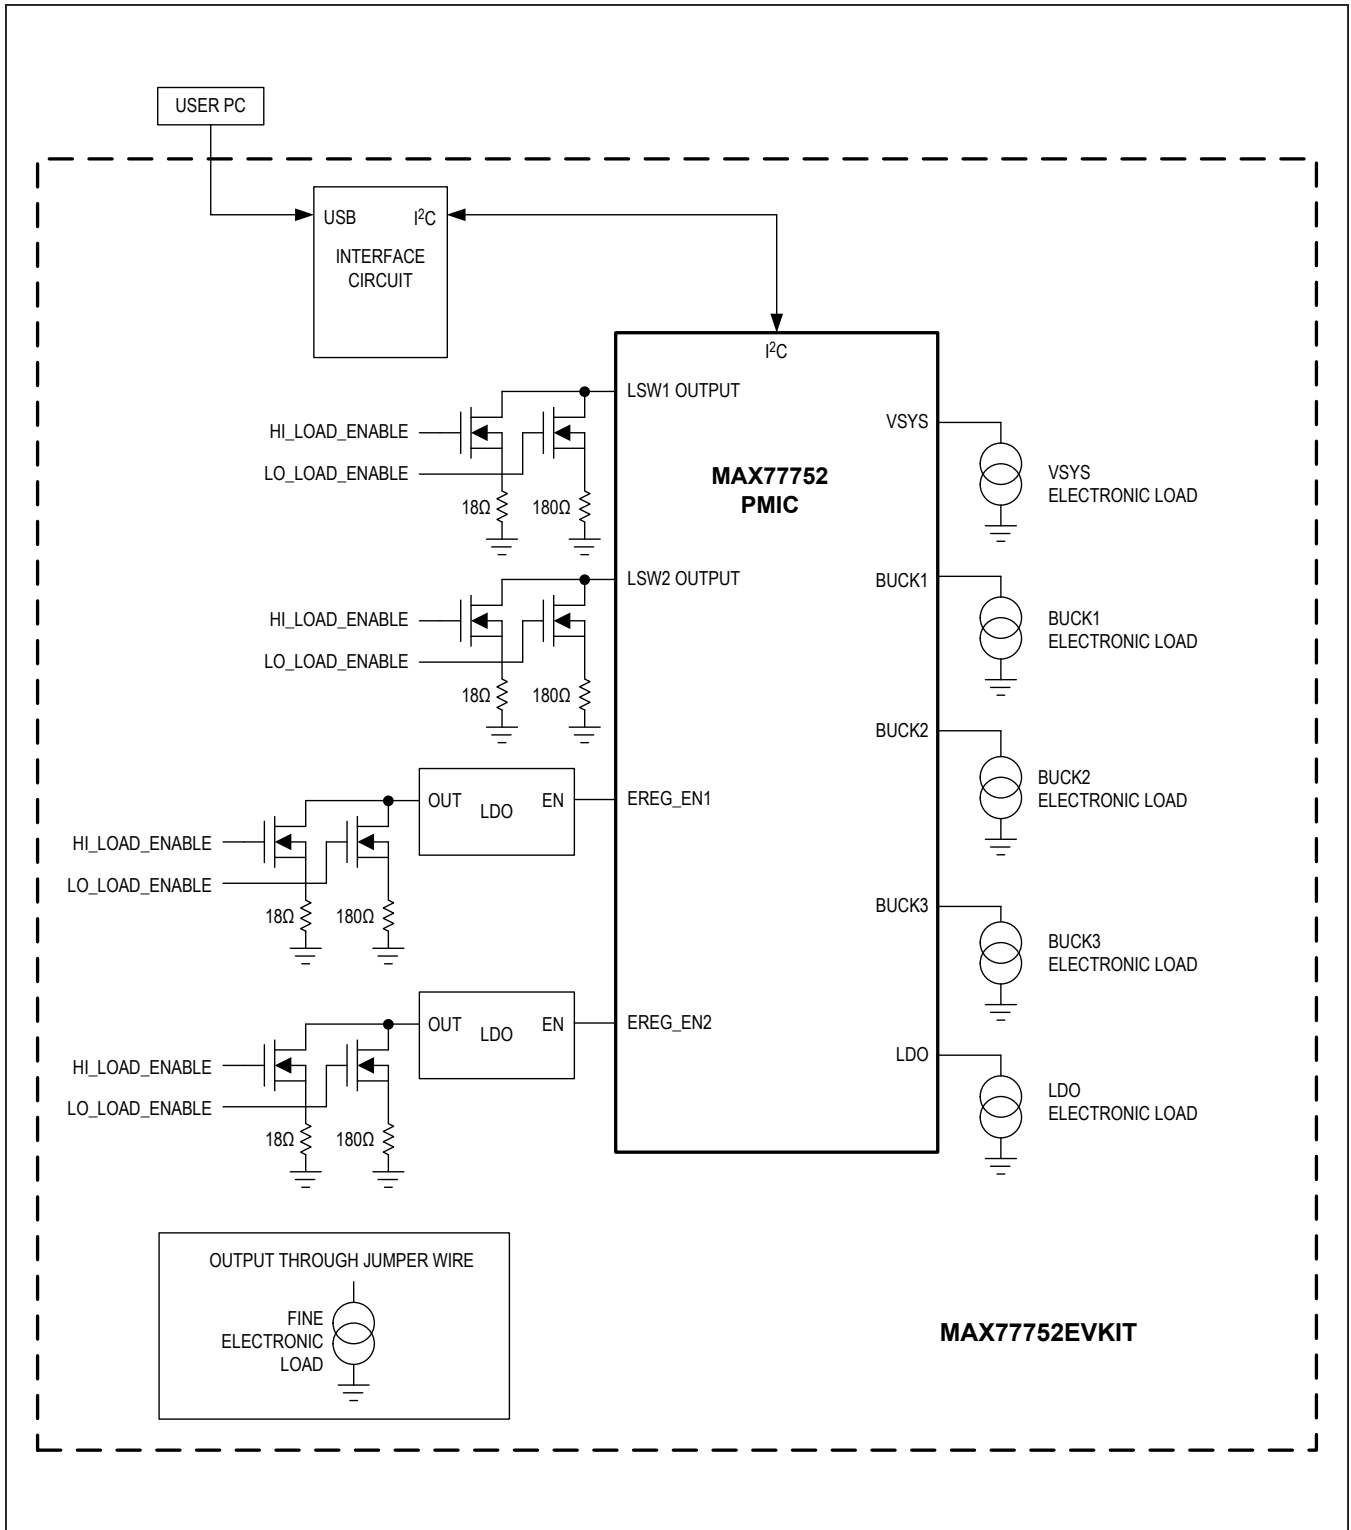 USER PC
USB
I²C
INTERFACE
CIRCUIT
I²C
LSW1 OUTPUT
HI_LOAD_ENABLE
LO_LOAD_ENABLE
18Ω
180Ω
MAX77752
PMIC
VSYS
VSYS
ELECTRONIC LOAD
LSW2 OUTPUT
HI_LOAD_ENABLE
LO_LOAD_ENABLE
18Ω
180Ω
BUCK1
BUCK1
ELECTRONIC LOAD
BUCK2
BUCK2
ELECTRONIC LOAD
OUT
LDO
EN
EREG_EN1
HI_LOAD_ENABLE
LO_LOAD_ENABLE
18Ω
180Ω
BUCK3
BUCK3
ELECTRONIC LOAD
OUT
LDO
EN
EREG_EN2
HI_LOAD_ENABLE
LO_LOAD_ENABLE
18Ω
180Ω
LDO
LDO
ELECTRONIC LOAD
OUTPUT THROUGH JUMPER WIRE
FINE
ELECTRONIC
LOAD
MAX77752EVKIT